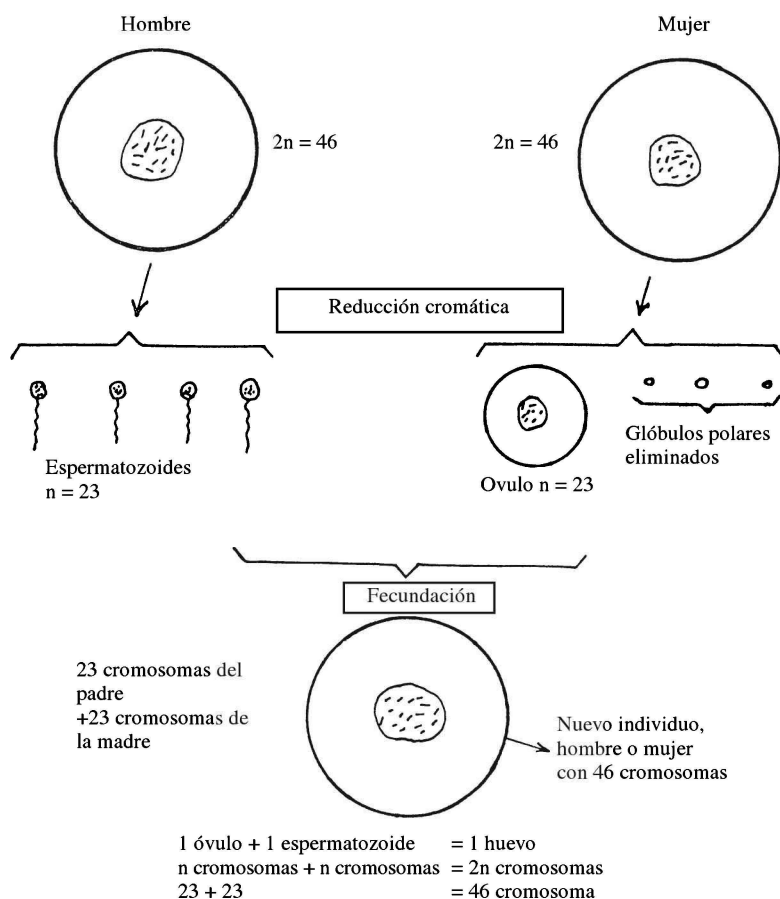 Hombre
Mujer
2n = 46
2n = 46
Reducción cromática
Espermatozoides
n = 23
Ovulo n = 23
Glóbulos polares
eliminados
Fecundación
23 cromosomas del
padre
+23 cromosomas de
la madre
Nuevo individuo,
hombre o mujer
con 46 cromosomas
1 óvulo + 1 espermatozoide = 1 huevo
n cromosomas + n cromosomas = 2n cromosomas
23 + 23 = 46 cromosoma